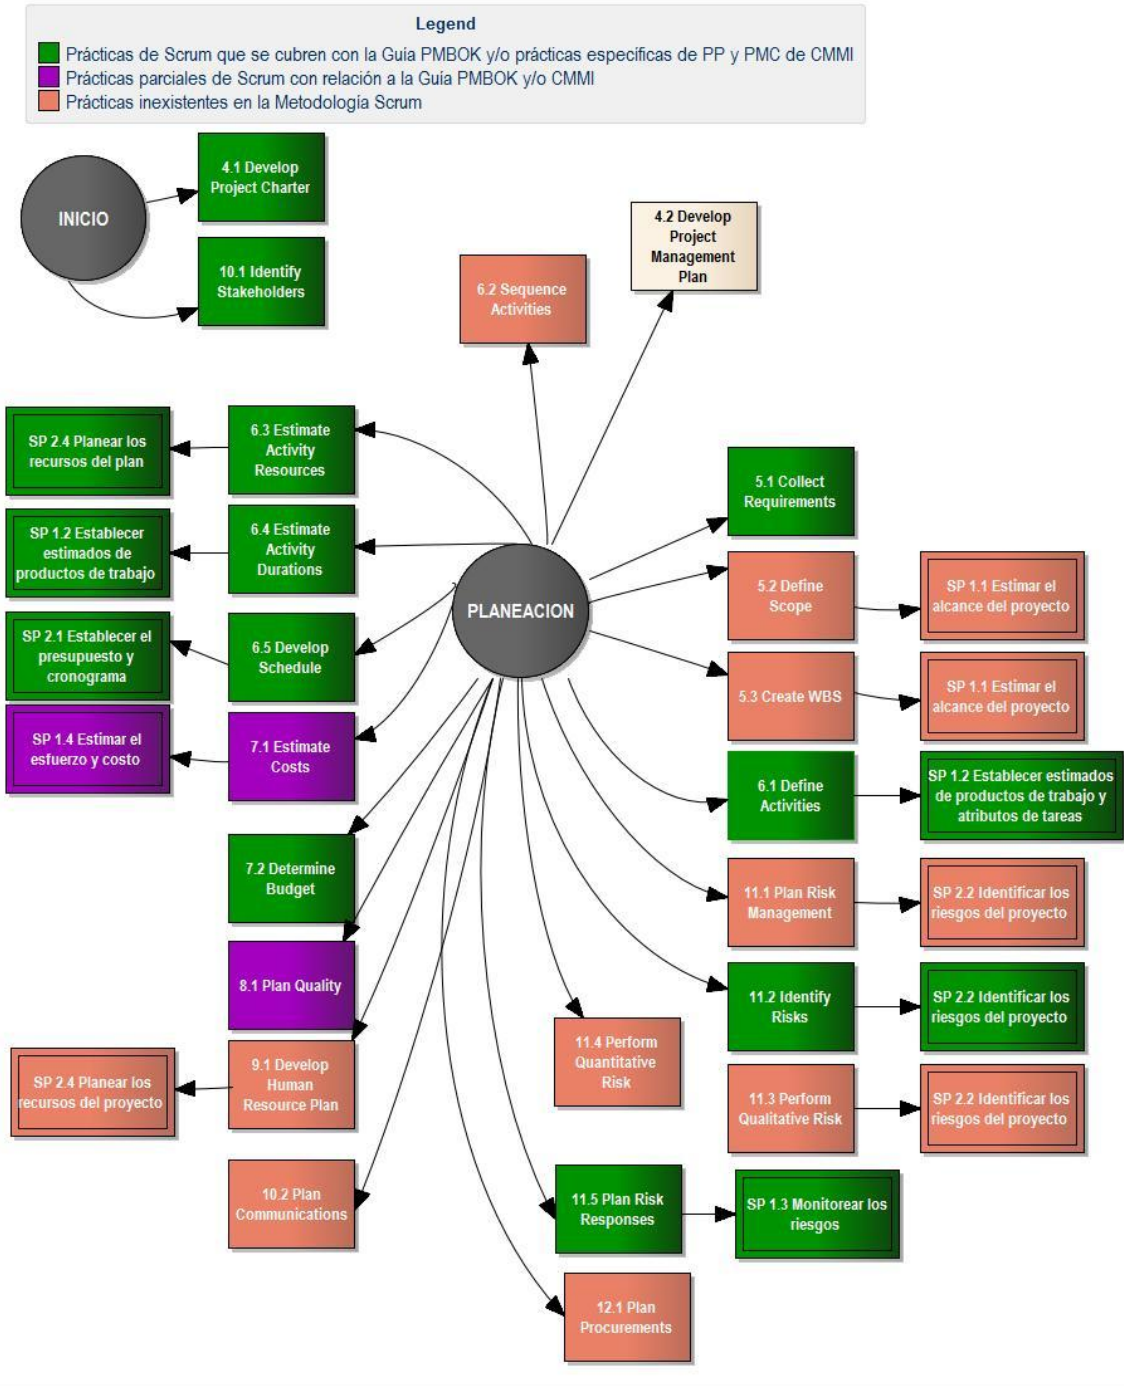 Legend
Prácticas de Scrum que se cubren con la Guía PMBOK y/o prácticas específicas de PP y PMC de CMMI
Prácticas parciales de Scrum con relación a la Guía PMBOK y/o CMMI
Prácticas inexistentes en la Metodología Scrum
INICIO
4.1 Develop
Project Charter
10.1 Identify
Stakeholders
6.2 Sequence
Activities
4.2 Develop
Project
Management
Plan
SP 2.4 Planear los
recursos del plan
6.3 Estimate
Activity
Resources
SP 1.2 Establecer
estimados de
productos de trabajo
6.4 Estimate
Activity
Durations
SP 2.1 Establecer el
presupuesto y
cronograma
6.5 Develop
Schedule
SP 1.4 Estimar el
esfuerzo y costo
7.1 Estimate
Costs
7.2 Determine
Budget
8.1 Plan Quality
SP 2.4 Planear los
recursos del proyecto
9.1 Develop
Human
Resource Plan
10.2 Plan
Communications
PLANEACION
5.1 Collect
Requirements
5.2 Define
Scope
SP 1.1 Estimar el
alcance del proyecto
5.3 Create WBS
SP 1.1 Estimar el
alcance del proyecto
6.1 Define
Activities
SP 1.2 Establecer estimados
de productos de trabajo y
atributos de tareas
11.1 Plan Risk
Management
SP 2.2 Identificar los
riesgos del proyecto
11.2 Identify
Risks
SP 2.2 Identificar los
riesgos del proyecto
11.4 Perform
Quantitative
Risk
11.3 Perform
Qualitative Risk
SP 2.2 Identificar los
riesgos del proyecto
11.5 Plan Risk
Responses
SP 1.3 Monitorear los
riesgos
12.1 Plan
Procurements